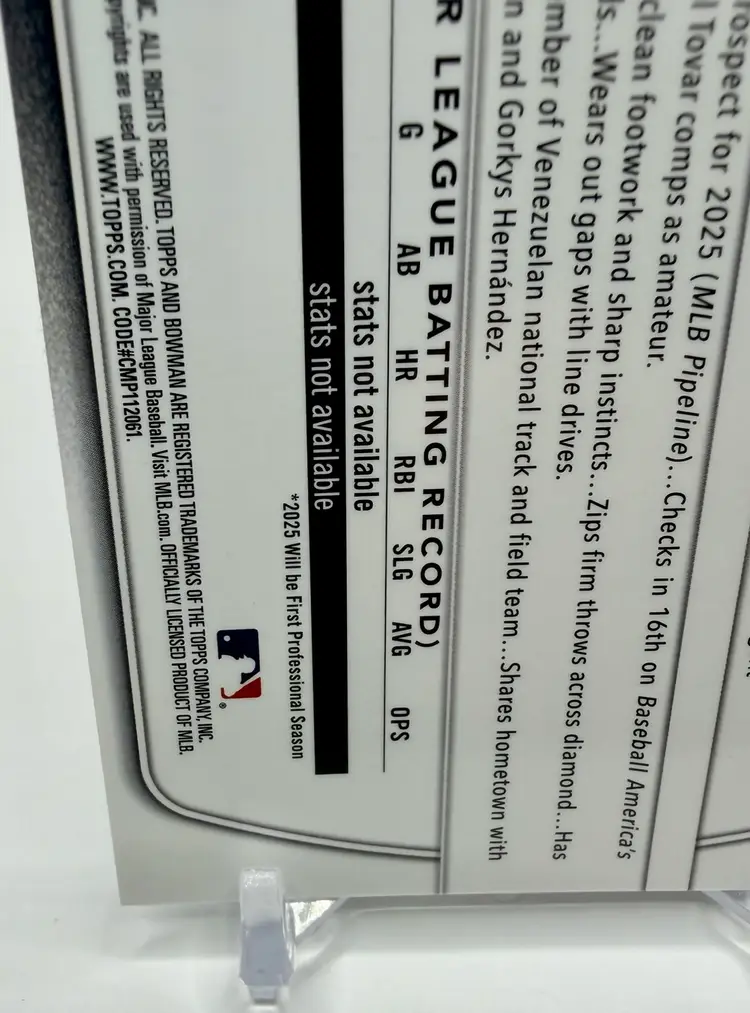 rospect for 2025 (MLB Pipeline)...Checks in 16th on Baseball America's
Tovar comps as amateur.
clean footwork and sharp instincts...Zips firm throws across diamond...Has
ls...Wears out gaps with line drives.
mber of Venezuelan national track and field team...Shares hometown with
n and Gorkys Hernández.
R LEAGUE BATTING RECORD)
G AB HR RBI SLG AVG OPS
stats not available
stats not available
*2025 Will be First Professional Season
C. ALL RIGHTS RESERVED. TOPPS AND BOWMAN ARE REGISTERED TRADEMARKS OF THE TOPPS COMPANY, INC.
pyrights are used with permission of Major League Baseball. Visit MLB.com. OFFICIALLY LICENSED PRODUCT OF MLB.
WWW.TOPPS.COM. CODE#CMP112061.